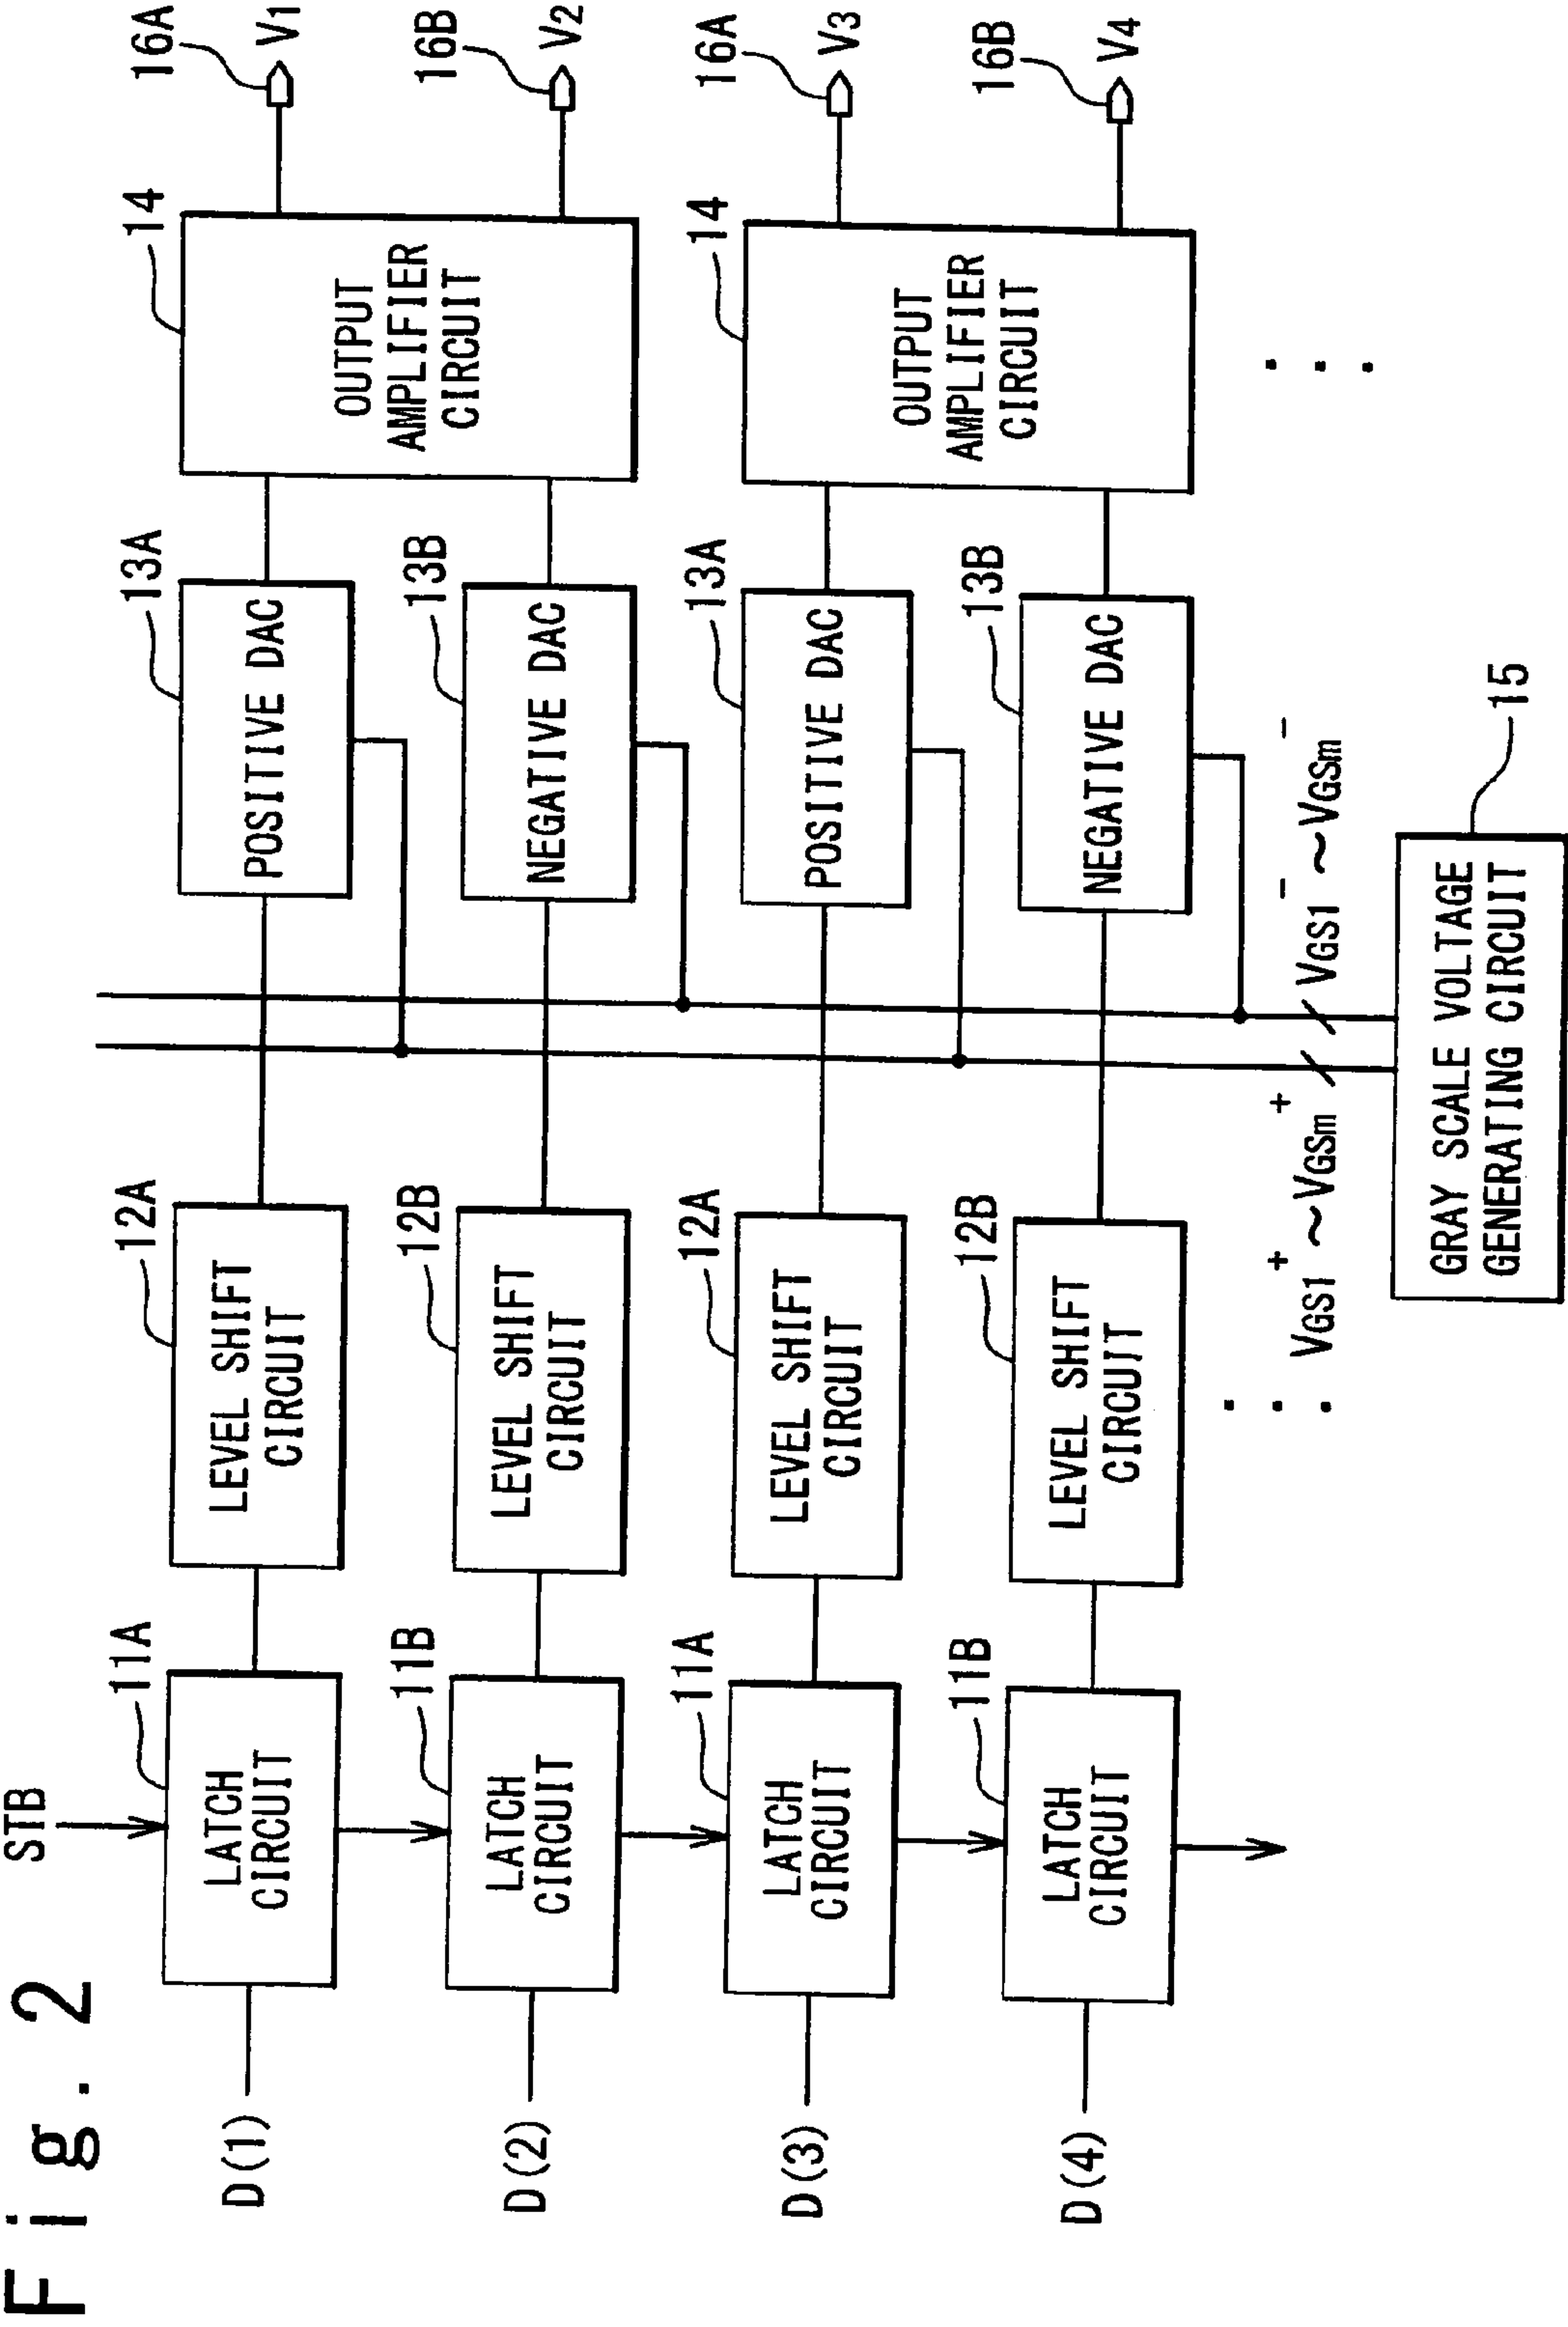 Fig. 2
STB
D(1)
11A
LATCH
CIRCUIT
12A
LEVEL SHIFT
CIRCUIT
13A
POSITIVE DAC
14
OUTPUT
AMPLIFIER
CIRCUIT
16A
V1
D(2)
11B
LATCH
CIRCUIT
12B
LEVEL SHIFT
CIRCUIT
13B
NEGATIVE DAC
16B
V2
D(3)
11A
LATCH
CIRCUIT
12A
LEVEL SHIFT
CIRCUIT
13A
POSITIVE DAC
14
OUTPUT
AMPLIFIER
CIRCUIT
16A
V3
D(4)
11B
LATCH
CIRCUIT
12B
LEVEL SHIFT
CIRCUIT
13B
NEGATIVE DAC
16B
V4
VGS1+~VGSm+
VGS1−~VGSm−
15
GRAY SCALE VOLTAGE
GENERATING CIRCUIT